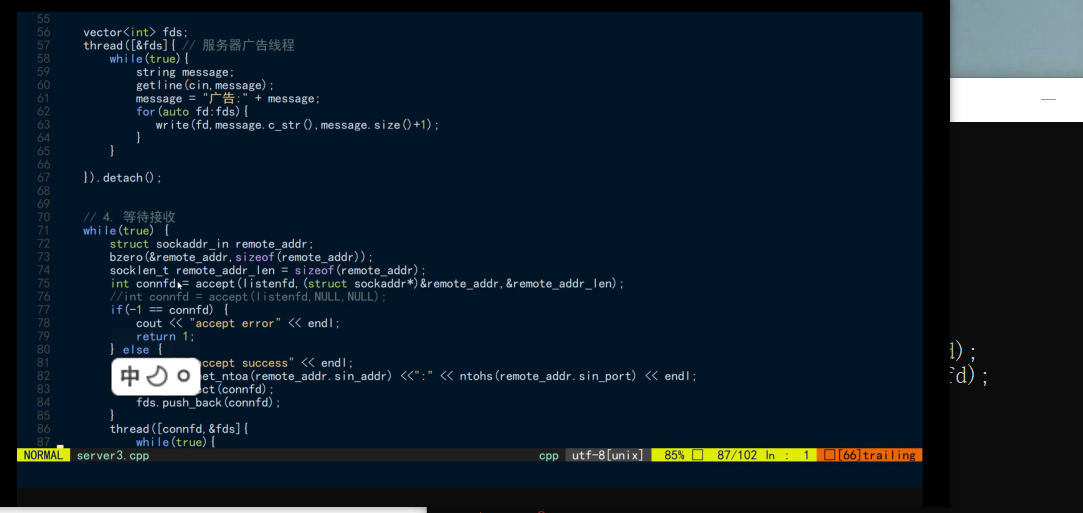 55
56 vector<int> fds;
57 thread([&fds]{ // 服务器广告线程
58 while(true){
59 string message;
60 getline(cin,message);
61 message = "广告:" + message;
62 for(auto fd:fds){
63 write(fd,message.c_str(),message.size()+1);
64 }
65 }
66
67 }).detach();
68
69
70 // 4. 等待接收
71 while(true) {
72 struct sockaddr_in remote_addr;
73 bzero(&remote_addr,sizeof(remote_addr));
74 socklen_t remote_addr_len = sizeof(remote_addr);
75 int connfd = accept(listenfd,(struct sockaddr*)&remote_addr,&remote_addr_len);
76 //int connfd = accept(listenfd,NULL,NULL);
77 if(-1 == connfd) {
78 cout << "accept error" << endl;
79 return 1;
80 } else {
81 accept success" << endl;
82 et_ntoa(remote_addr.sin_addr) <<":" << ntohs(remote_addr.sin_port) << endl;
83 ct(connfd);
84 fds.push_back(connfd);
85 }
86 thread([connfd,&fds]{
87 while(true){
中
NORMAL server3.cpp cpp utf-8[unix] 85% 87/102 ln : 1 [66]trailing
);
fd);